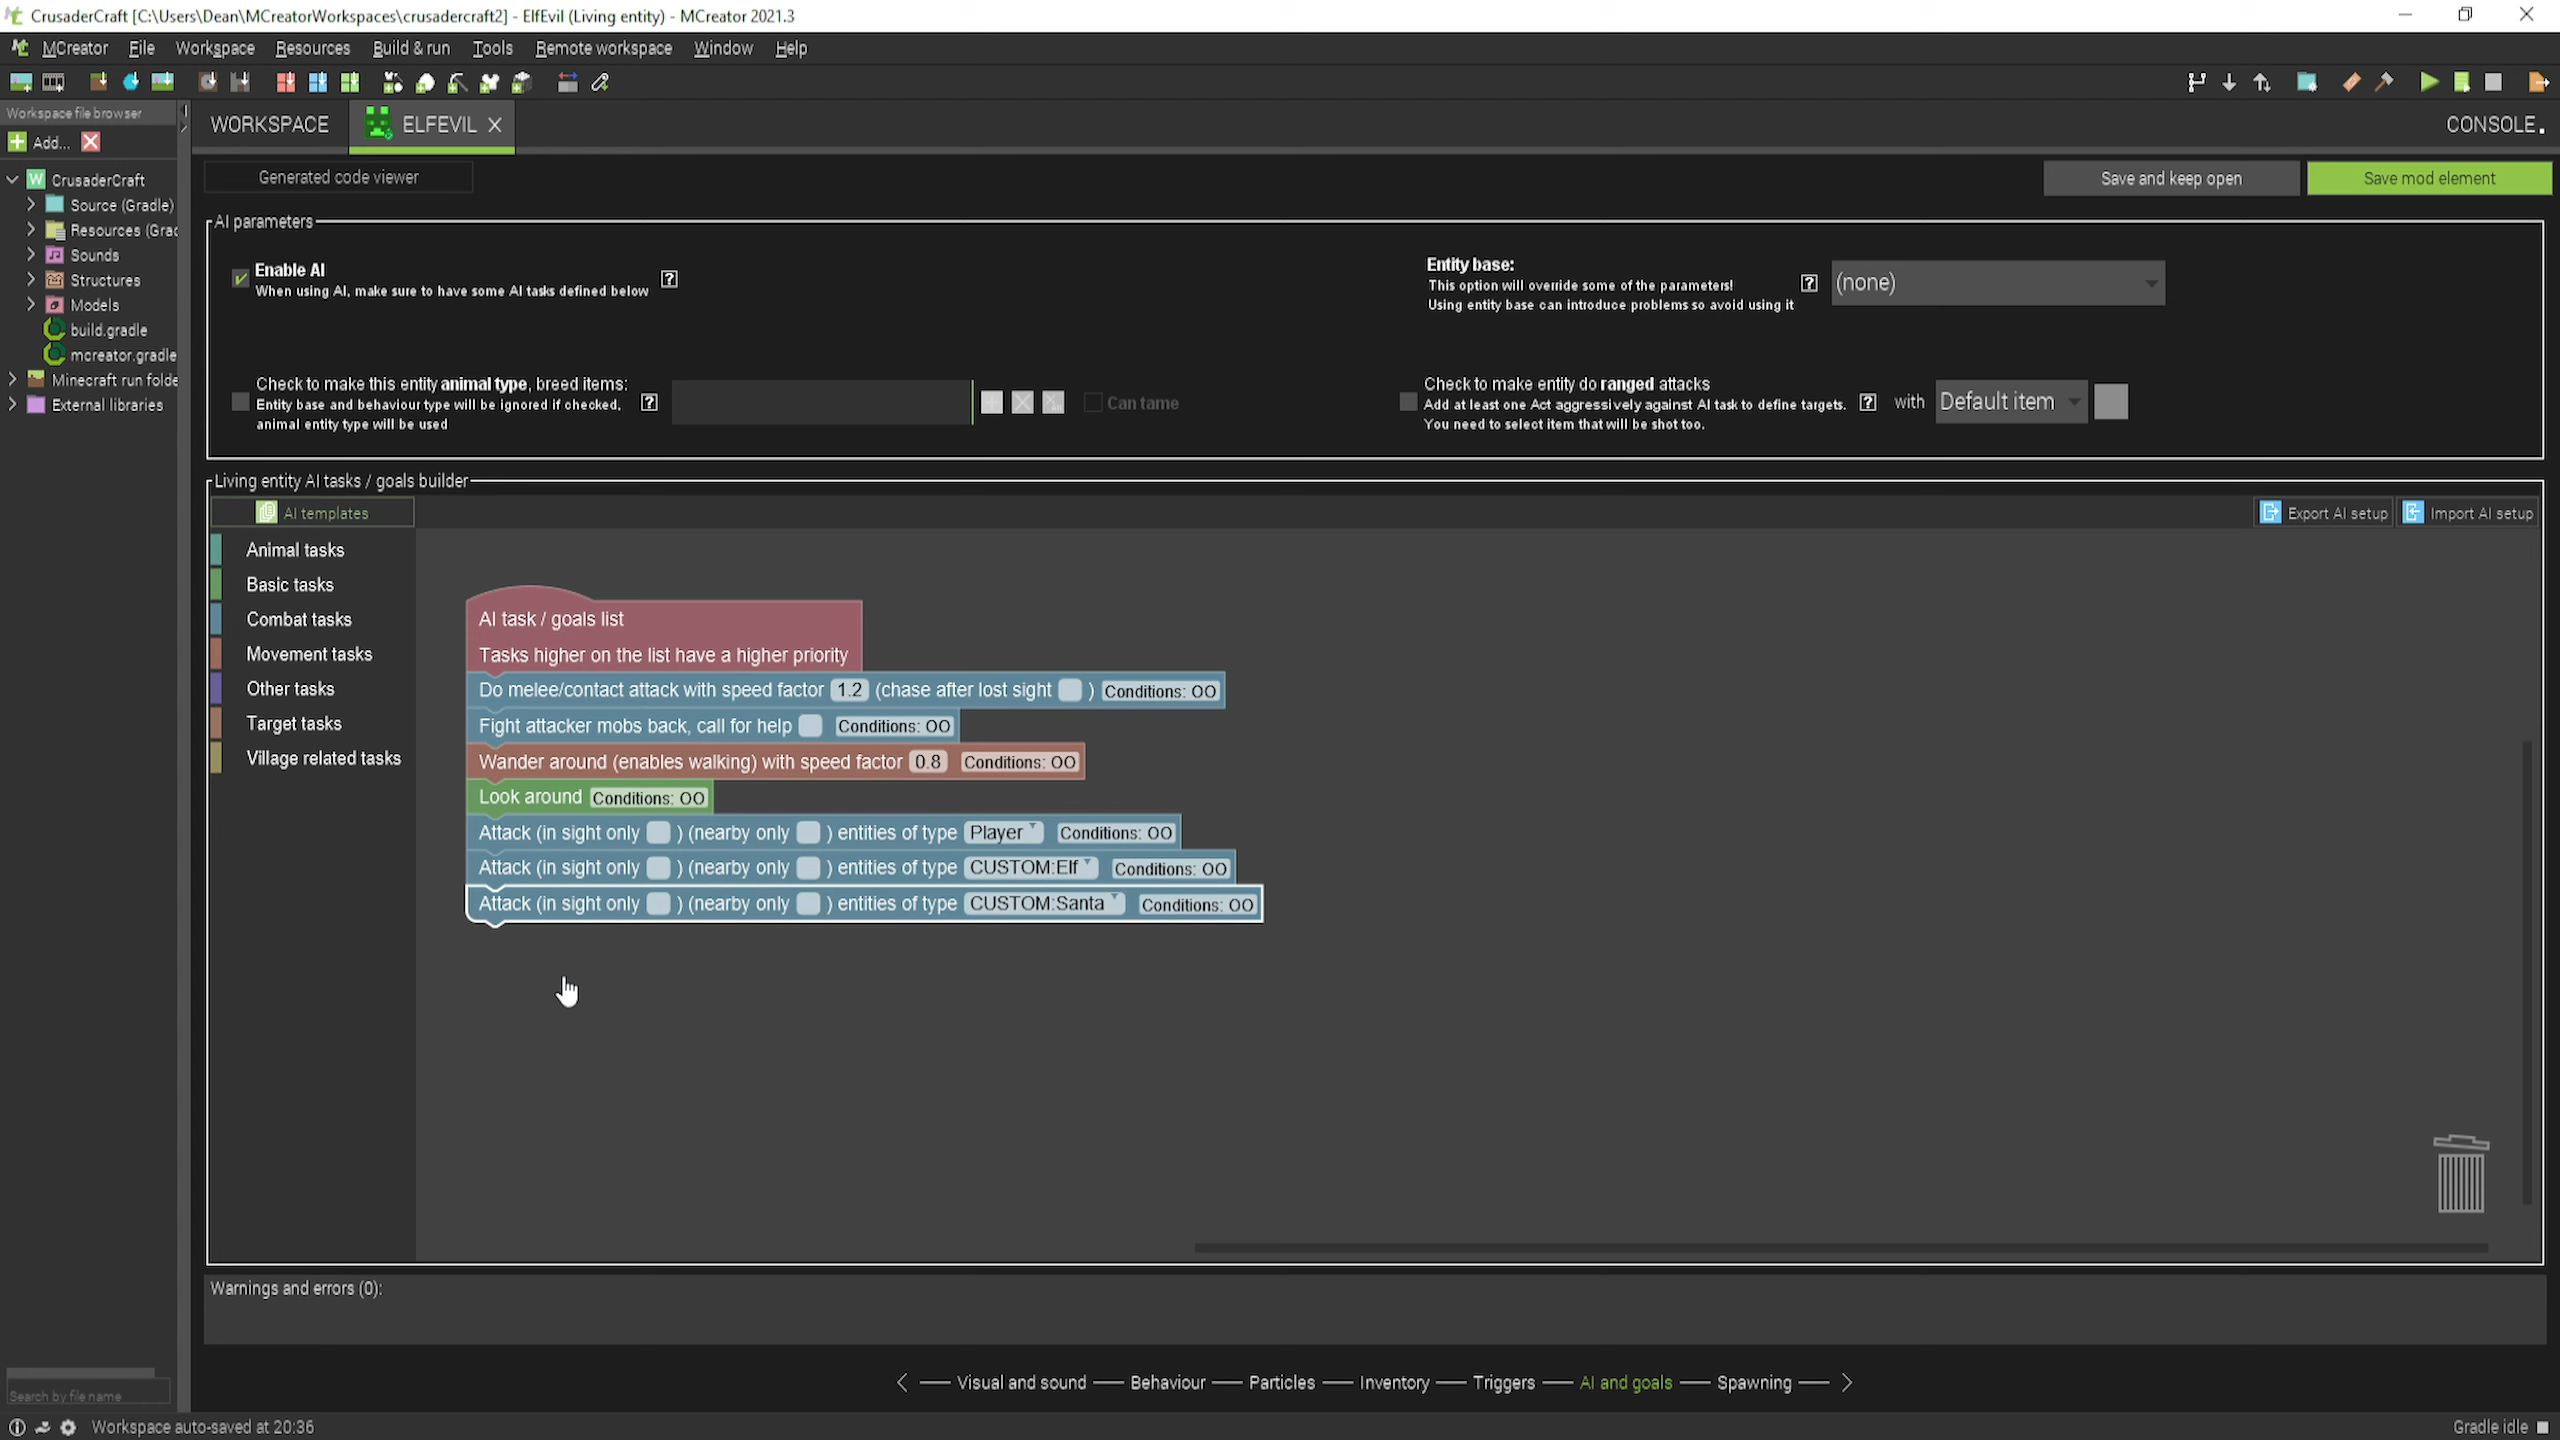 CrusaderCraft [C:\Users\Dean\MCreatorWorkspaces\crusadercraft2] - ElfEvil (Living entity) - MCreator 2021.3
MCreator File Workspace Resources Build & run Tools Remote workspace Window Help
Workspace file browser
Add...
WORKSPACE
ELFEVIL
CONSOLE
CrusaderCraft
Source (Gradle)
Resources (Grad
Sounds
Structures
Models
build.gradle
mcreator.gradle
Minecraft run folde
External libraries
Generated code viewer
Save and keep open
Save mod element
AI parameters
Enable AI
When using AI, make sure to have some AI tasks defined below
Entity base:
This option will override some of the parameters!
Using entity base can introduce problems so avoid using it
(none)
Check to make this entity animal type, breed items:
Entity base and behaviour type will be ignored if checked,
animal entity type will be used
Can tame
Check to make entity do ranged attacks
Add at least one Act aggressively against AI task to define targets.
You need to select item that will be shot too.
with
Default item
Living entity AI tasks / goals builder
AI templates
Export AI setup
Import AI setup
Animal tasks
Basic tasks
Combat tasks
Movement tasks
Other tasks
Target tasks
Village related tasks
AI task / goals list
Tasks higher on the list have a higher priority
Do melee/contact attack with speed factor 1.2 (chase after lost sight ) Conditions: OO
Fight attacker mobs back, call for help Conditions: OO
Wander around (enables walking) with speed factor 0.8 Conditions: OO
Look around Conditions: OO
Attack (in sight only ) (nearby only ) entities of type Player Conditions: OO
Attack (in sight only ) (nearby only ) entities of type CUSTOM:Elf Conditions: OO
Attack (in sight only ) (nearby only ) entities of type CUSTOM:Santa Conditions: OO
Warnings and errors (0):
Visual and sound Behaviour Particles Inventory Triggers AI and goals Spawning
Search by file name
Workspace auto-saved at 20:36
Gradle idle